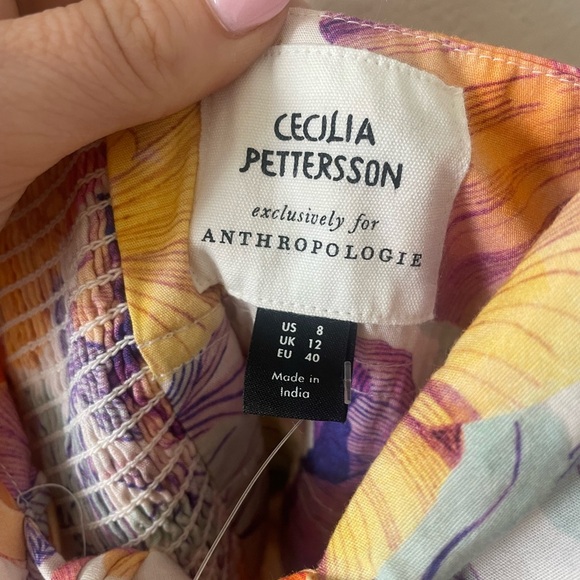 CECILIA
PETTERSSON
exclusively for
ANTHROPOLOGIE
US 8
UK 12
EU 40
Made in
India